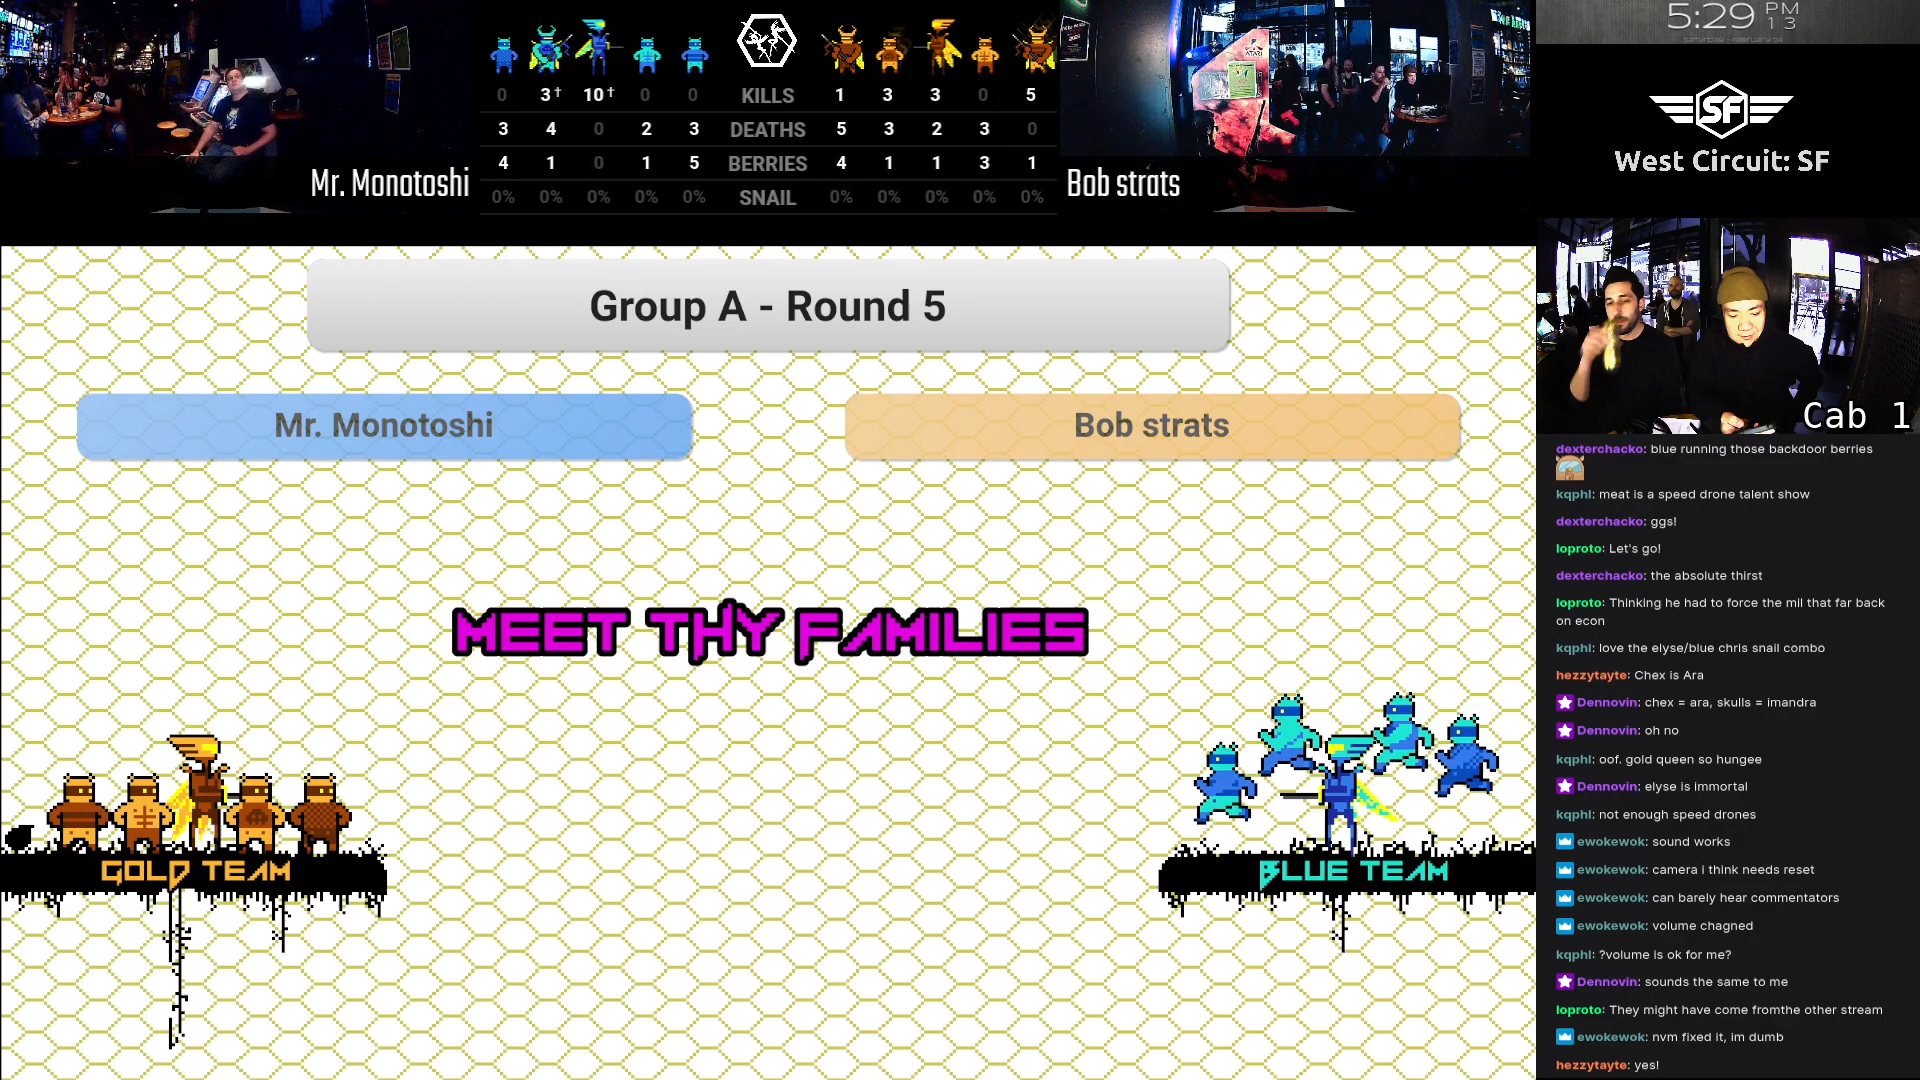 Mr. Monotoshi
0 3† 10† 0 0 KILLS 1 3 3 0 5
3 4 0 2 3 DEATHS 5 3 2 3 0
4 1 0 1 5 BERRIES 4 1 1 3 1
0% 0% 0% 0% 0% SNAIL 0% 0% 0% 0% 0%
ATARI
Bob strats
5:29 PM
13
SF
West Circuit: SF
Group A - Round 5
Mr. Monotoshi
Bob strats
MEET THY FAMILIES
GOLD TEAM
BLUE TEAM
Cab 1
dexterchacko: blue running those backdoor berries
kqphl: meat is a speed drone talent show
dexterchacko: ggs!
loproto: Let's go!
dexterchacko: the absolute thirst
loproto: Thinking he had to force the mil that far back
on econ
kqphl: love the elyse/blue chris snail combo
hezzytayte: Chex is Ara
Dennovin: chex = ara, skulls = imandra
Dennovin: oh no
kqphl: oof. gold queen so hungee
Dennovin: elyse is immortal
kqphl: not enough speed drones
ewokewok: sound works
ewokewok: camera i think needs reset
ewokewok: can barely hear commentators
ewokewok: volume chagned
kqphl: ?volume is ok for me?
Dennovin: sounds the same to me
loproto: They might have come fromthe other stream
ewokewok: nvm fixed it, im dumb
hezzytayte: yes!